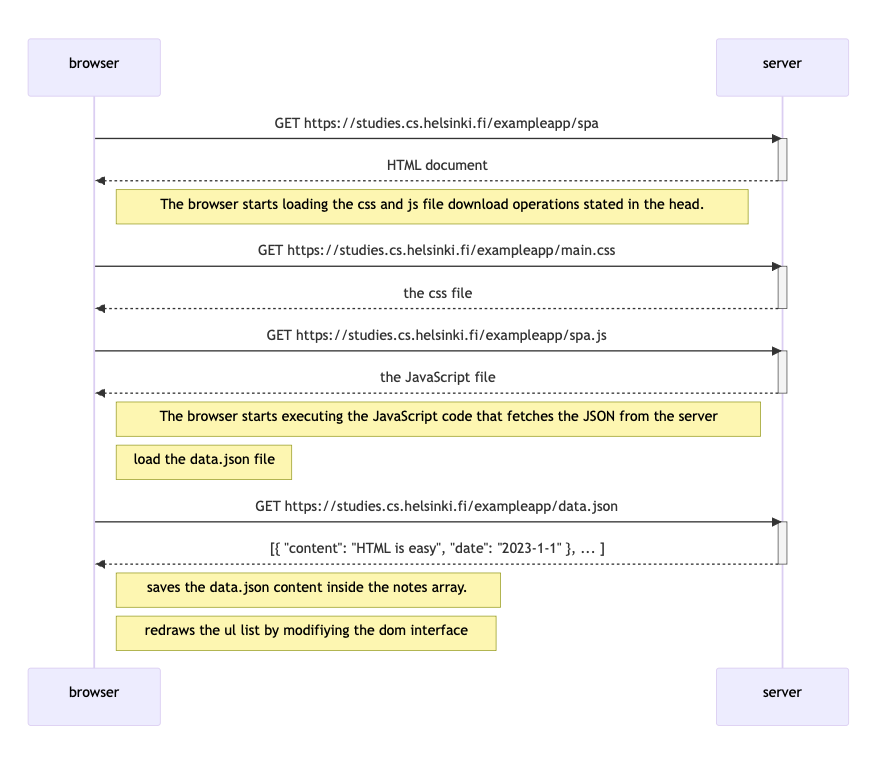 browser
server
GET https://studies.cs.helsinki.fi/exampleapp/spa
HTML document
The browser starts loading the css and js file download operations stated in the head.
GET https://studies.cs.helsinki.fi/exampleapp/main.css
the css file
GET https://studies.cs.helsinki.fi/exampleapp/spa.js
the JavaScript file
The browser starts executing the JavaScript code that fetches the JSON from the server
load the data.json file
GET https://studies.cs.helsinki.fi/exampleapp/data.json
[{ "content": "HTML is easy", "date": "2023-1-1" }, ... ]
saves the data.json content inside the notes array.
redraws the ul list by modifiying the dom interface
browser
server